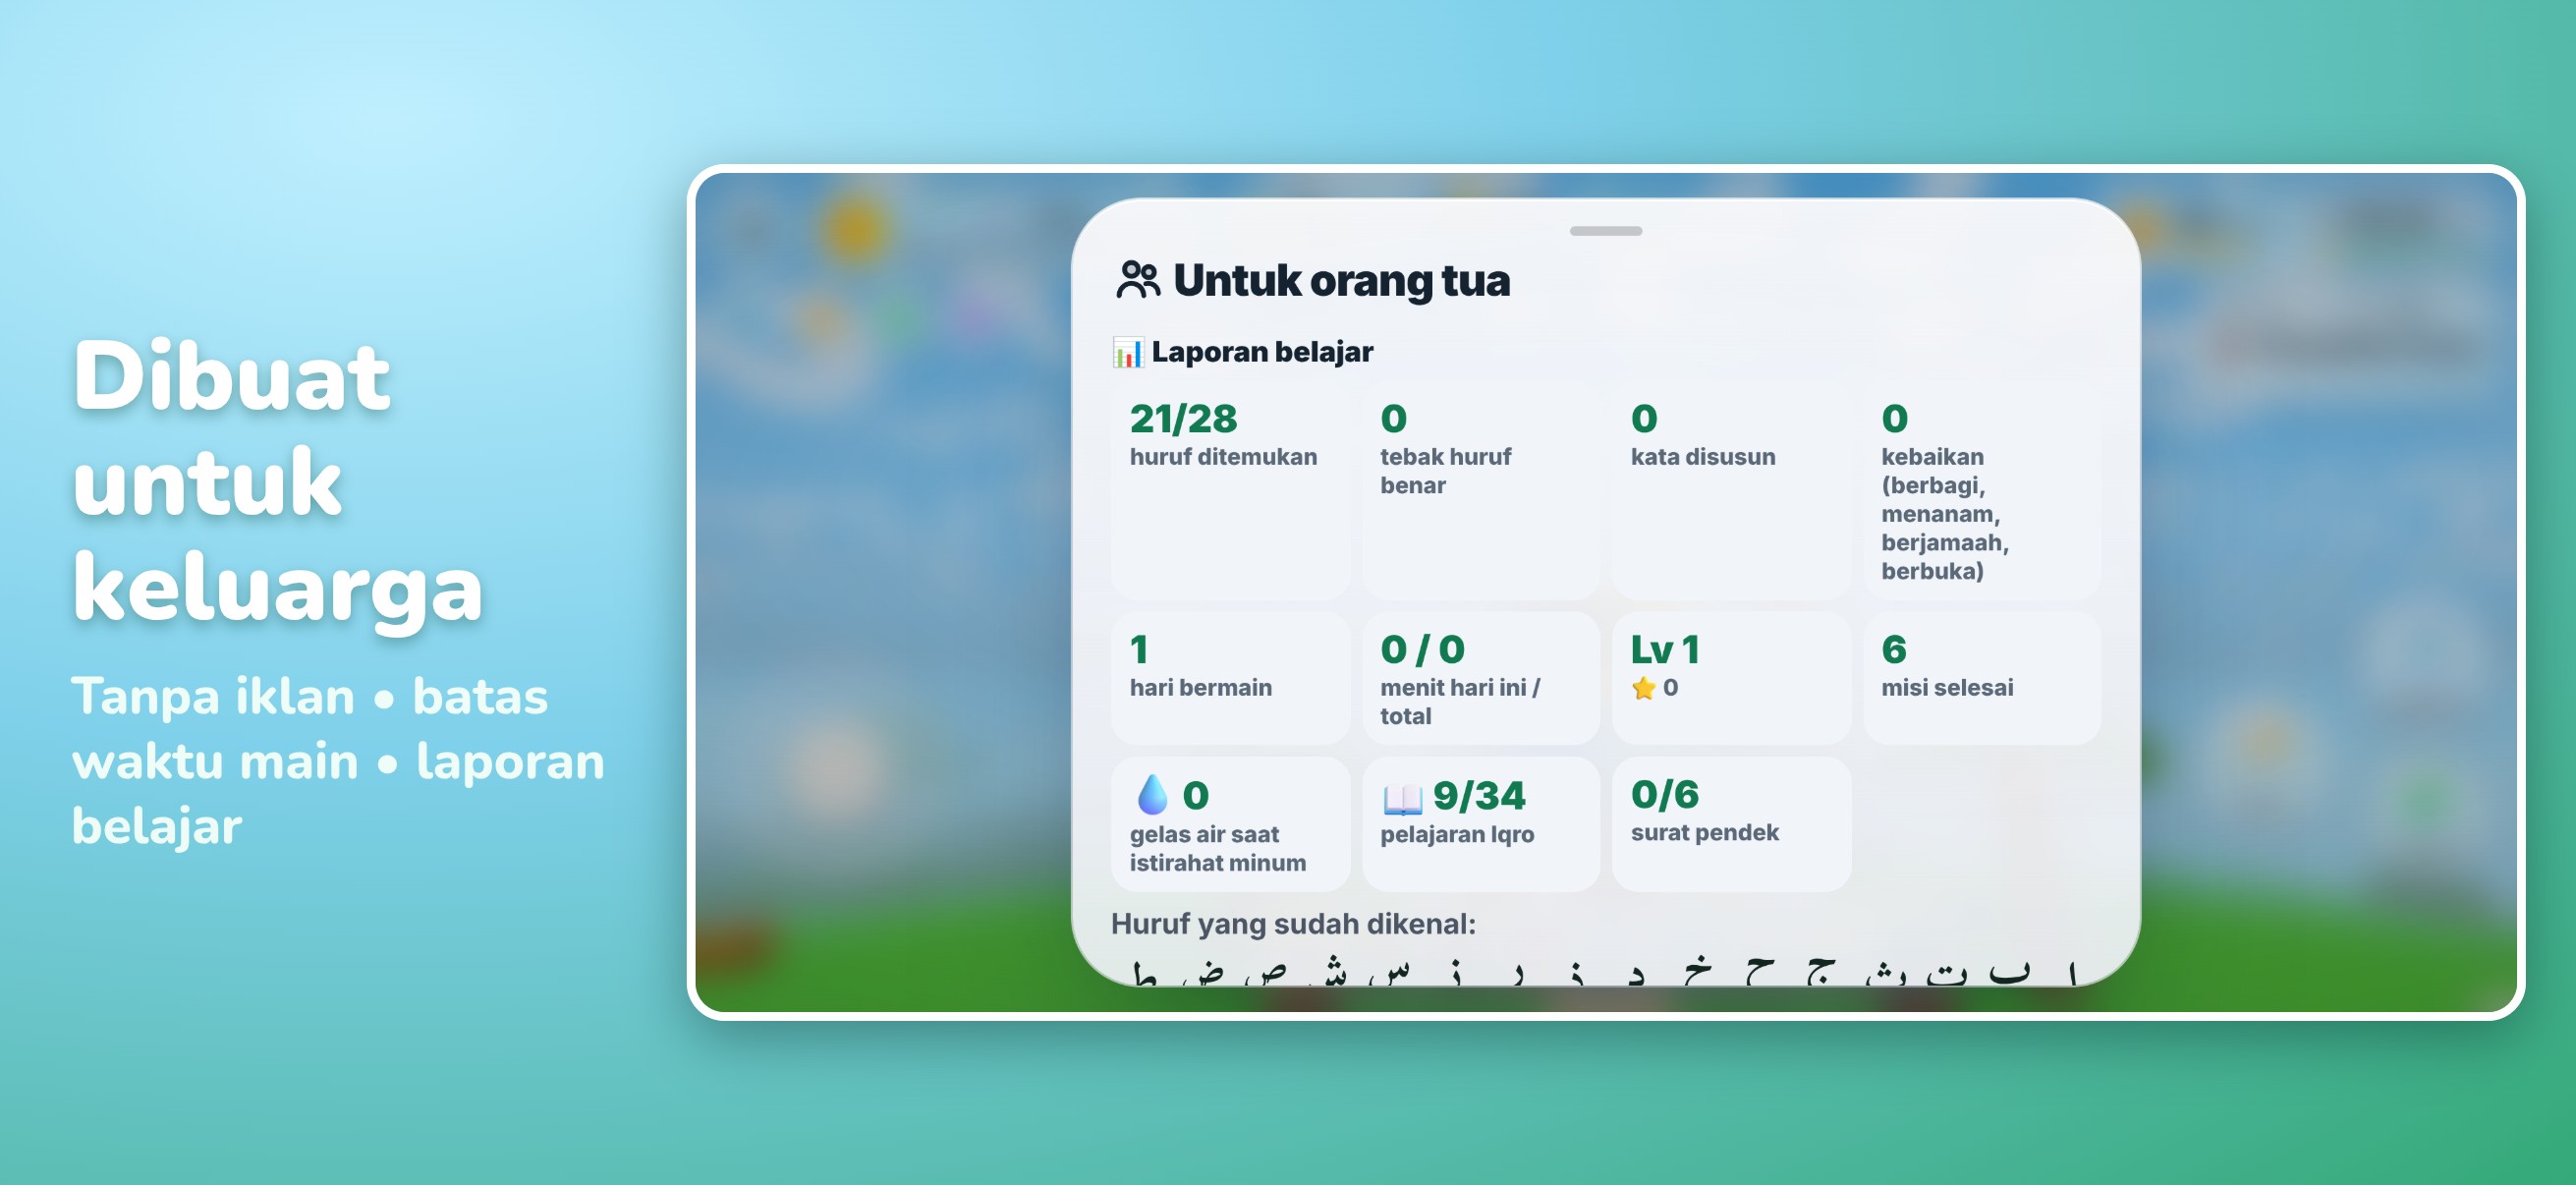 Dibuat
untuk
keluarga
Tanpa iklan • batas
waktu main • laporan
belajar
Untuk orang tua
📊 Laporan belajar
21/28
huruf ditemukan
0
tebak huruf
benar
0
kata disusun
0
kebaikan
(berbagi,
menanam,
berjamaah,
berbuka)
1
hari bermain
0 / 0
menit hari ini /
total
Lv 1
⭐ 0
6
misi selesai
💧 0
gelas air saat
istirahat minum
📖 9/34
pelajaran Iqro
0/6
surat pendek
Huruf yang sudah dikenal:
ا ب ت ث ج ح خ د ذ ر ز س ش ص ض ط